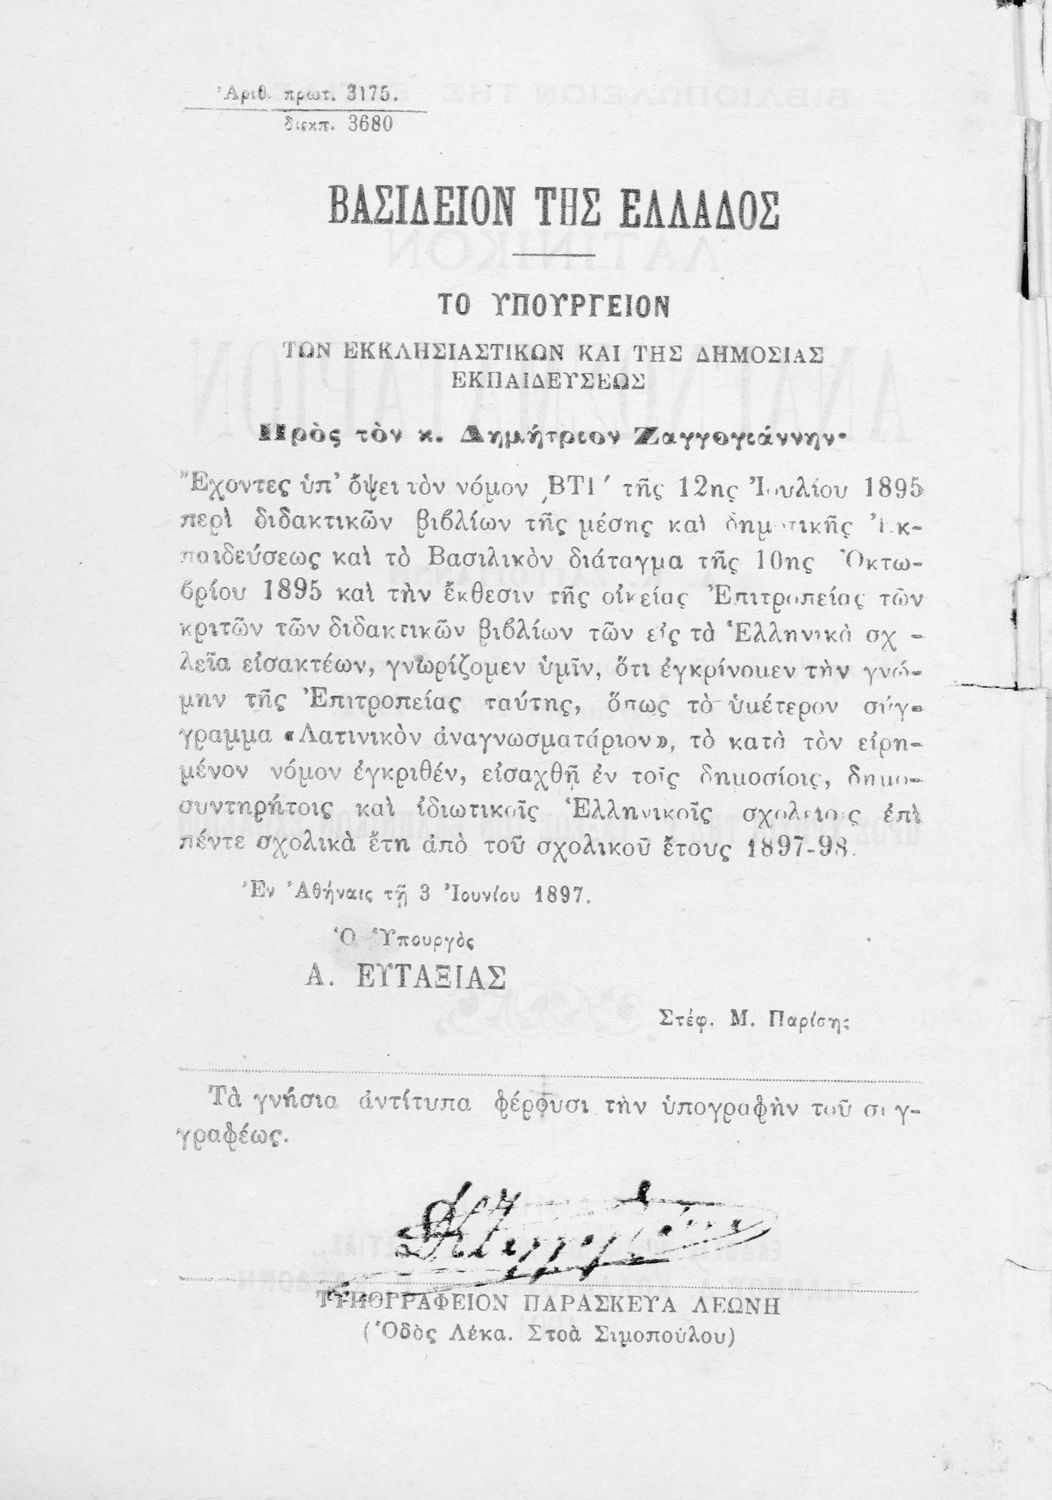 Ἀριθ. πρωτ. 3175.
διεκπ. 3680
ΒΑΣΙΛΕΙΟΝ ΤΗΣ ΕΛΛΑΔΟΣ
ΤΟ ΥΠΟΥΡΓΕΙΟΝ
ΤΩΝ ΕΚΚΛΗΣΙΑΣΤΙΚΩΝ ΚΑΙ ΤΗΣ ΔΗΜΟΣΙΑΣ
ΕΚΠΑΙΔΕΥΣΕΩΣ
Πρὸς τὸν κ. Δημήτριον Ζαγγογιάννην·
Ἔχοντες ὑπ' ὄψει τὸν νόμον ͵ΒΤΙ´ τῆς 12ης Ἰουλίου 1895
περὶ διδακτικῶν βιβλίων τῆς μέσης καὶ δημοτικῆς Ἐκ-
παιδεύσεως καὶ τὸ Βασιλικὸν διάταγμα τῆς 10ης Ὀκτω-
βρίου 1895 καὶ τὴν ἔκθεσιν τῆς οἰκείας Ἐπιτροπείας τῶν
κριτῶν τῶν διδακτικῶν βιβλίων τῶν εἰς τὰ Ἑλληνικὰ σχο-
λεῖα εἰσακτέων, γνωρίζομεν ὑμῖν, ὅτι ἐγκρίνομεν τὴν γνώ-
μην τῆς Ἐπιτροπείας ταύτης, ὅπως τὸ ὑμέτερον σύγ-
γραμμα «Λατινικὸν ἀναγνωσματάριον», τὸ κατὰ τὸν εἰρη-
μένον νόμον ἐγκριθέν, εἰσαχθῇ ἐν τοῖς δημοσίοις, δημο-
συντηρήτοις καὶ ἰδιωτικοῖς Ἑλληνικοῖς σχολείοις ἐπὶ
πέντε σχολικὰ ἔτη ἀπὸ τοῦ σχολικοῦ ἔτους 1897-98.
Ἐν Ἀθήναις τῇ 3 Ἰουνίου 1897.
Ὁ Ὑπουργὸς
Α. ΕΥΤΑΞΙΑΣ
Στέφ. Μ. Παρίσης
Τὰ γνήσια ἀντίτυπα φέρουσι τὴν ὑπογραφὴν τοῦ συγ-
γραφέως.
ΤΥΠΟΓΡΑΦΕΙΟΝ ΠΑΡΑΣΚΕΥΑ ΛΕΩΝΗ
(Ὁδὸς Λέκα. Στοὰ Σιμοπούλου)